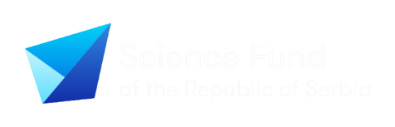 Science Fund
of the Republic of Serbia